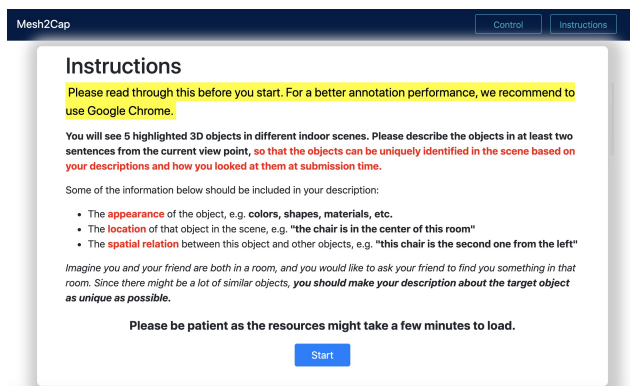 Mesh2Cap
Control
Instructions
Instructions
Please read through this before you start. For a better annotation performance, we recommend to
use Google Chrome.
You will see 5 highlighted 3D objects in different indoor scenes. Please describe the objects in at least two
sentences from the current view point, so that the objects can be uniquely identified in the scene based on
your descriptions and how you looked at them at submission time.
Some of the information below should be included in your description:
• The appearance of the object, e.g. colors, shapes, materials, etc.
• The location of that object in the scene, e.g. "the chair is in the center of this room"
• The spatial relation between this object and other objects, e.g. "this chair is the second one from the left"
Imagine you and your friend are both in a room, and you would like to ask your friend to find you something in that
room. Since there might be a lot of similar objects, you should make your description about the target object
as unique as possible.
Please be patient as the resources might take a few minutes to load.
Start